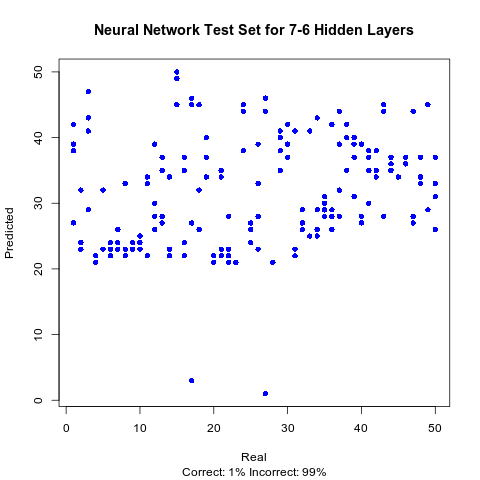 Neural Network Test Set for 7-6 Hidden Layers
Predicted
50
40
30
20
10
0
0 10 20 30 40 50
Real
Correct: 1% Incorrect: 99%